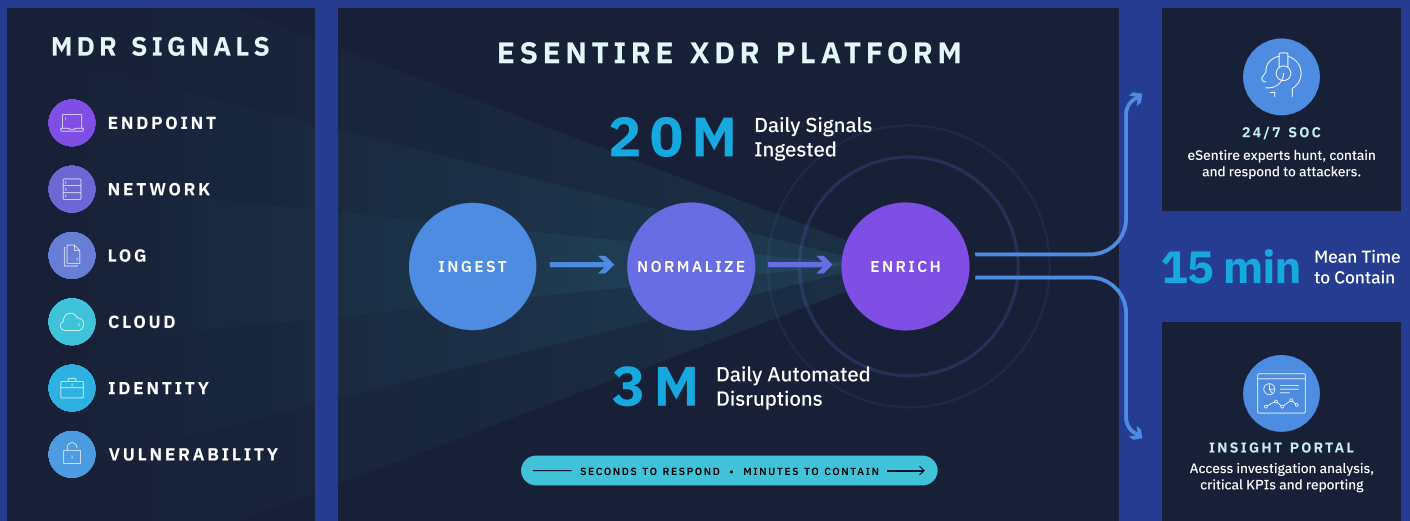 MDR SIGNALS
ENDPOINT
NETWORK
LOG
CLOUD
IDENTITY
VULNERABILITY
ESENTIRE XDR PLATFORM
20M
Daily Signals
Ingested
INGEST
NORMALIZE
ENRICH
3M
Daily Automated
Disruptions
SECONDS TO RESPOND • MINUTES TO CONTAIN
24/7 SOC
eSentire experts hunt, contain
and respond to attackers.
15 min
Mean Time
to Contain
INSIGHT PORTAL
Access investigation analysis,
critical KPIs and reporting